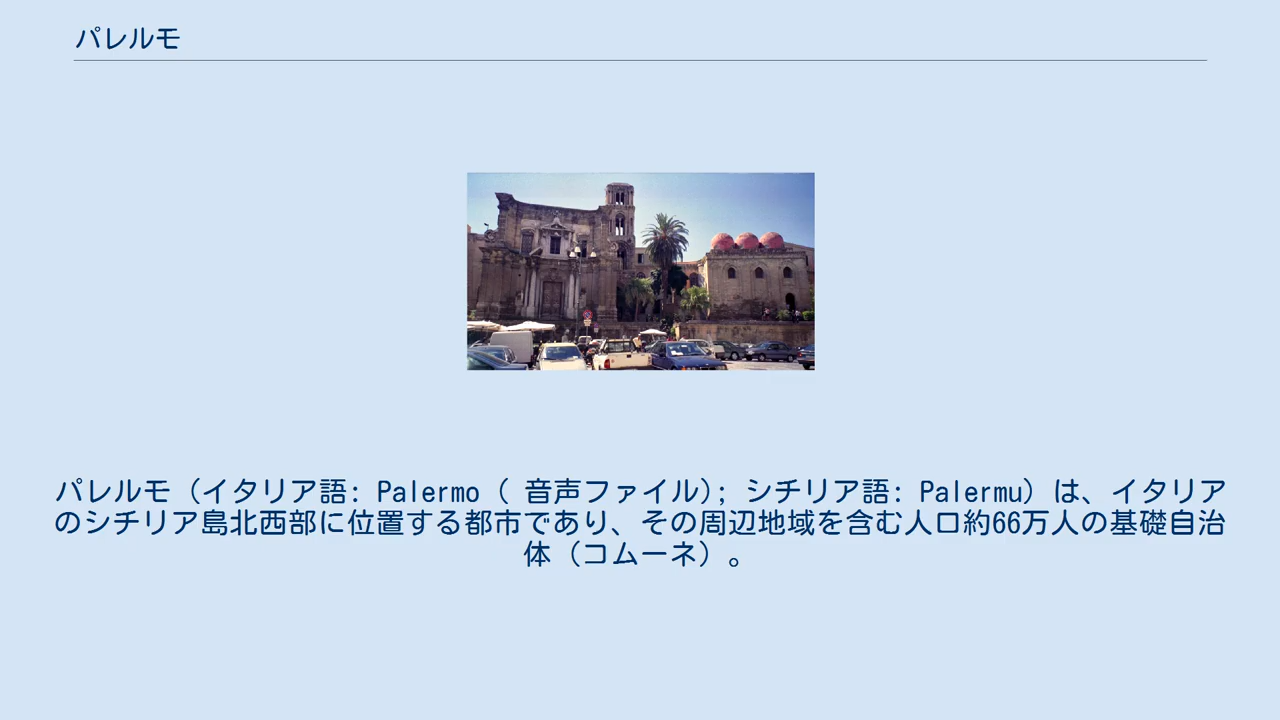 パレルモ
パレルモ（イタリア語: Palermo ( 音声ファイル); シチリア語: Palermu）は、イタリア
のシチリア島北西部に位置する都市であり、その周辺地域を含む人口約66万人の基礎自治
体（コムーネ）。